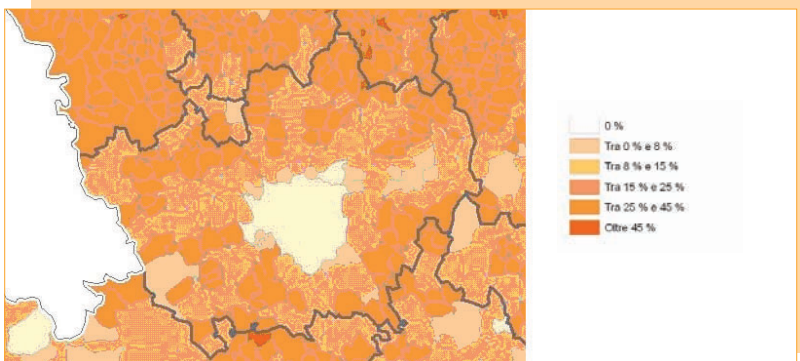 0 %
Tra 0 % e 8 %
Tra 8 % e 15 %
Tra 15 % e 25 %
Tra 25 % e 45 %
Oltre 45 %